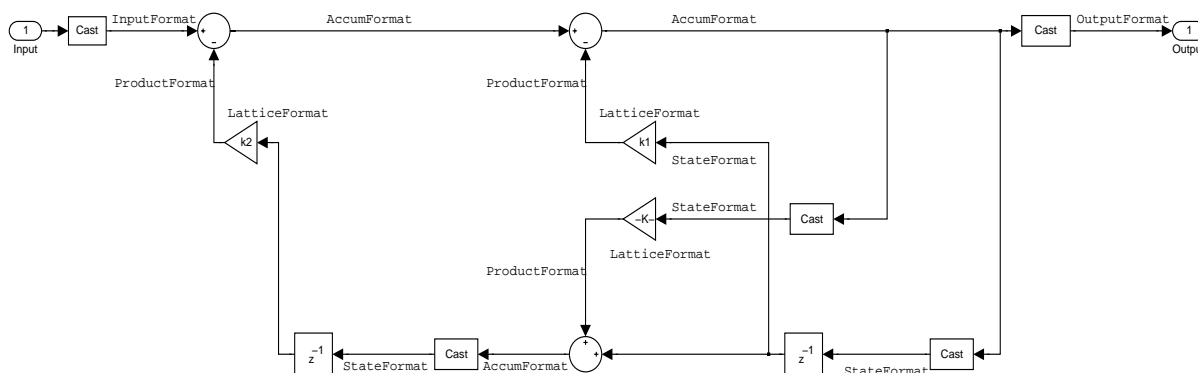 InputFormat
AccumFormat
AccumFormat
OutputFormat
1
Cast
+
−
+
−
Cast
1
Input
Output
ProductFormat
ProductFormat
LatticeFormat
LatticeFormat
k2
k1
StateFormat
StateFormat
−K−
Cast
LatticeFormat
ProductFormat
+
+
z −1
Cast
z −1
Cast
StateFormat
AccumFormat
StateFormat